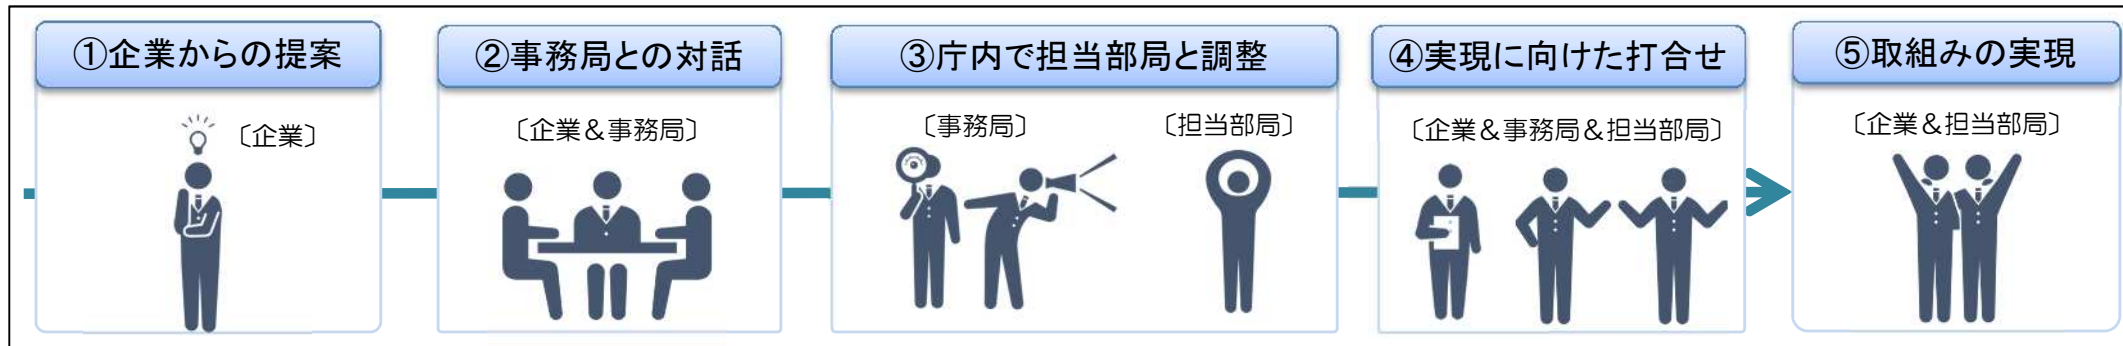 ①企業からの提案
〔企業〕
②事務局との対話
〔企業＆事務局〕
③庁内で担当部局と調整
〔事務局〕
〔担当部局〕
④実現に向けた打合せ
〔企業＆事務局＆担当部局〕
⑤取組みの実現
〔企業＆担当部局〕